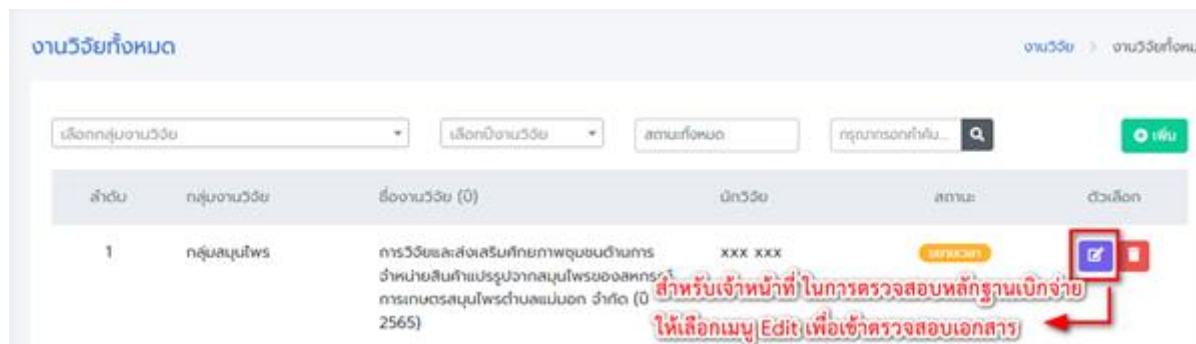 งานวิจัยทั้งหมด
งานวิจัย > งานวิจัยทั้งหม
เลือกกลุ่มงานวิจัย เลือกปีงานวิจัย สถานะทั้งหมด กรุณากรอกคำค้น... เพิ่ม
ลำดับ กลุ่มงานวิจัย ชื่องานวิจัย (ปี) นักวิจัย สถานะ ตัวเลือก
1 กลุ่มสมุนไพร การวิจัยและส่งเสริมศักยภาพชุมชนด้านการ xxx xxx
จำหน่ายสินค้าแปรรูปจากสมุนไพรของสหกรณ์
การเกษตรสมุนไพรตำบลแม่มอก จำกัด (ปี
2565)
สำหรับเจ้าหน้าที่ ในการตรวจสอบหลักฐานเบิกจ่าย
ให้เลือกเมนู Edit เพื่อเข้าตรวจสอบเอกสาร